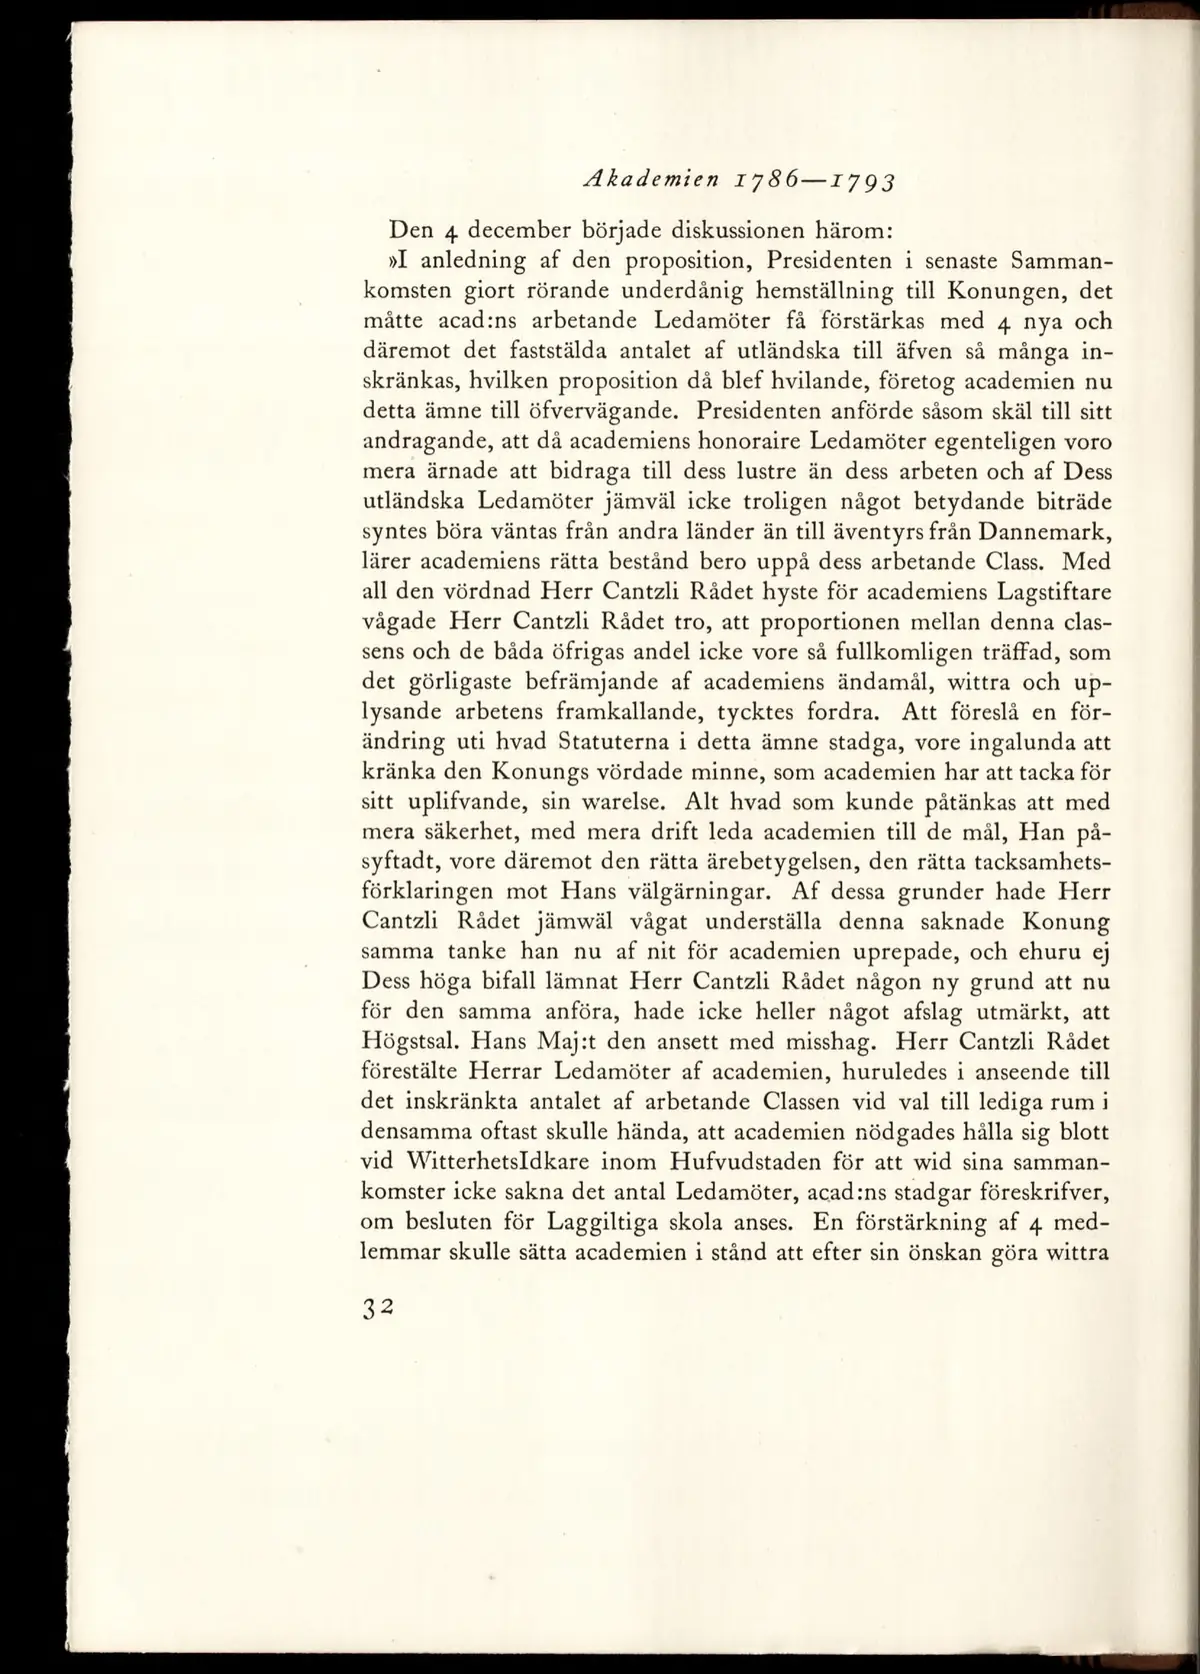 Akademien 1786—1793
Den 4 december började diskussionen härom:
»I anledning af den proposition, Presidenten i senaste Samman-
komsten giort rörande underdånig hemställning till Konungen, det
måtte acad:ns arbetande Ledamöter få förstärkas med 4 nya och
däremot det faststälda antalet af utländska till äfven så många in-
skränkas, hvilken proposition då blef hvilande, företog academien nu
detta ämne till öfvervägande. Presidenten anförde såsom skäl till sitt
andragande, att då academiens honoraire Ledamöter egenteligen voro
mera ärnade att bidraga till dess lustre än dess arbeten och af Dess
utländska Ledamöter jämväl icke troligen något betydande biträde
syntes böra väntas från andra länder än till äventyrs från Dannemark,
lärer academiens rätta bestånd bero uppå dess arbetande Class. Med
all den vördnad Herr Cantzli Rådet hyste för academiens Lagstiftare
vågade Herr Cantzli Rådet tro, att proportionen mellan denna clas-
sens och de båda öfrigas andel icke vore så fullkomligen träffad, som
det görligaste befrämjande af academiens ändamål, wittra och up-
lysande arbetens framkallande, tycktes fordra. Att föreslå en för-
ändring uti hvad Statuterna i detta ämne stadga, vore ingalunda att
kränka den Konungs vördade minne, som academien har att tacka för
sitt uplifvande, sin warelse. Alt hvad som kunde påtänkas att med
mera säkerhet, med mera drift leda academien till de mål, Han på-
syftadt, vore däremot den rätta ärebetygelsen, den rätta tacksamhets-
förklaringen mot Hans välgärningar. Af dessa grunder hade Herr
Cantzli Rådet jämwäl vågat underställa denna saknade Konung
samma tanke han nu af nit för academien uprepade, och ehuru ej
Dess höga bifall lämnat Herr Cantzli Rådet någon ny grund att nu
för den samma anföra, hade icke heller något afslag utmärkt, att
Högstsal. Hans Maj:t den ansett med misshag. Herr Cantzli Rådet
förestälte Herrar Ledamöter af academien, huruledes i anseende till
det inskränkta antalet af arbetande Classen vid val till lediga rum i
densamma oftast skulle hända, att academien nödgades hålla sig blott
vid WitterhetsIdkare inom Hufvudstaden för att wid sina samman-
komster icke sakna det antal Ledamöter, acad:ns stadgar föreskrifver,
om besluten för Laggiltiga skola anses. En förstärkning af 4 med-
lemmar skulle sätta academien i stånd att efter sin önskan göra wittra
32